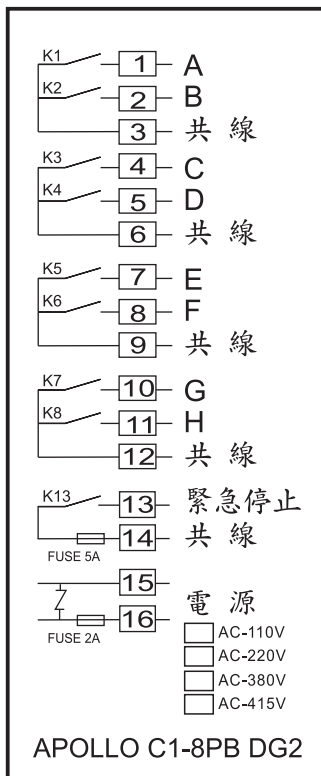 K1 1 A
K2 2 B
3 共線
K3 4 C
K4 5 D
6 共線
K5 7 E
K6 8 F
9 共線
K7 10 G
K8 11 H
12 共線
K13 13 緊急停止
14 共線
FUSE 5A
15
電源
16
FUSE 2A
AC-110V
AC-220V
AC-380V
AC-415V
APOLLO C1-8PB DG2